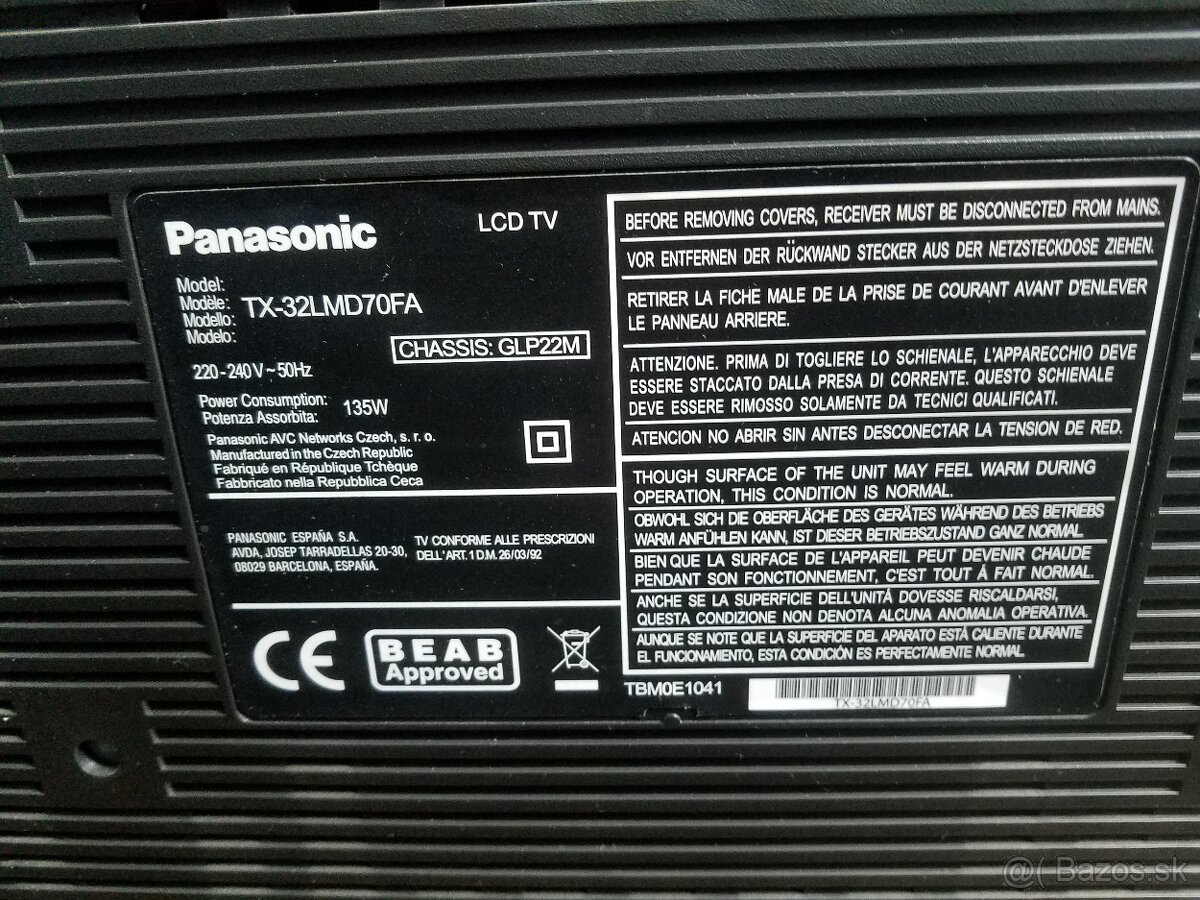 Panasonic
LCD TV
Model:
Modèle:
Modello:
Modelo:
TX-32LMD70FA
CHASSIS: GLP22M
220-240V~50Hz
Power Consumption:
Potenza Assorbita:
135W
Panasonic AVC Networks Czech, s. r. o.
Manufactured in the Czech Republic
Fabriqué en République Tchèque
Fabbricato nella Repubblica Ceca
PANASONIC ESPAÑA S.A.
AVDA, JOSEP TARRADELLAS 20-30,
08029 BARCELONA, ESPAÑA.
TV CONFORME ALLE PRESCRIZIONI
DELL'ART. 1 D.M. 26/03/92
CE
BEAB
Approved
BEFORE REMOVING COVERS, RECEIVER MUST BE DISCONNECTED FROM MAINS.
VOR ENTFERNEN DER RÜCKWAND STECKER AUS DER NETZSTECKDOSE ZIEHEN.
RETIRER LA FICHE MALE DE LA PRISE DE COURANT AVANT D'ENLEVER
LE PANNEAU ARRIERE.
ATTENZIONE. PRIMA DI TOGLIERE LO SCHIENALE, L'APPARECCHIO DEVE
ESSERE STACCATO DALLA PRESA DI CORRENTE. QUESTO SCHIENALE
DEVE ESSERE RIMOSSO SOLAMENTE DA TECNICI QUALIFICATI.
ATENCION NO ABRIR SIN ANTES DESCONECTAR LA TENSION DE RED.
THOUGH SURFACE OF THE UNIT MAY FEEL WARM DURING
OPERATION, THIS CONDITION IS NORMAL.
OBWOHL SICH DIE OBERFLÄCHE DES GERÄTES WÄHREND DES BETRIEBS
WARM ANFÜHLEN KANN, IST DIESER BETRIEBSZUSTAND GANZ NORMAL.
BIEN QUE LA SURFACE DE L'APPAREIL PEUT DEVENIR CHAUDE
PENDANT SON FONCTIONNEMENT, C'EST TOUT Á FAIT NORMAL.
ANCHE SE LA SUPERFICIE DELL'UNITÁ DOVESSE RISCALDARSI,
QUESTA CONDIZIONE NON DENOTA ALCUNA ANOMALIA OPERATIVA.
AUNQUE SE NOTE QUE LA SUPERFICIE DEL APARATO ESTÁ CALIENTE DURANTE
EL FUNCIONAMIENTO, ESTA CONDICIÓN ES PERFECTAMENTE NORMAL.
TBM0E1041
TX-32LMD70FA
@( Bazos.sk